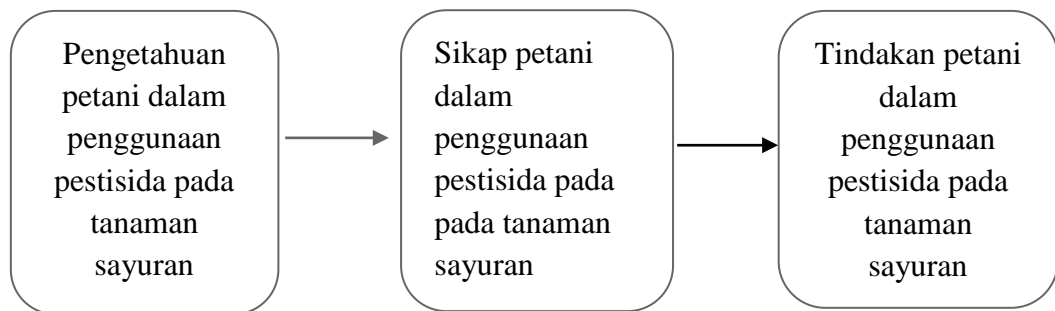 Pengetahuan
petani dalam
penggunaan
pestisida pada
tanaman
sayuran
Sikap petani
dalam
penggunaan
pestisida pada
pada tanaman
sayuran
Tindakan petani
dalam
penggunaan
pestisida pada
tanaman
sayuran